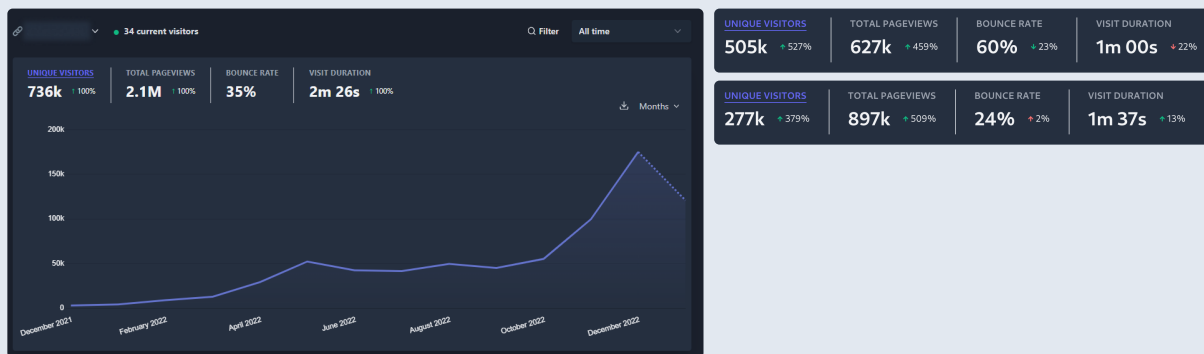 34 current visitors
Filter
All time
UNIQUE VISITORS TOTAL PAGEVIEWS BOUNCE RATE VISIT DURATION
736k ↑ 100% 2.1M ↑ 100% 35% 2m 26s ↑ 100%
Months
200k
150k
100k
50k
0
December 2021 February 2022 April 2022 June 2022 August 2022 October 2022 December 2022
UNIQUE VISITORS TOTAL PAGEVIEWS BOUNCE RATE VISIT DURATION
505k ↑ 527% 627k ↑ 459% 60% ↓ 23% 1m 00s ↓ 22%
UNIQUE VISITORS TOTAL PAGEVIEWS BOUNCE RATE VISIT DURATION
277k ↑ 379% 897k ↑ 509% 24% ↑ 2% 1m 37s ↑ 13%